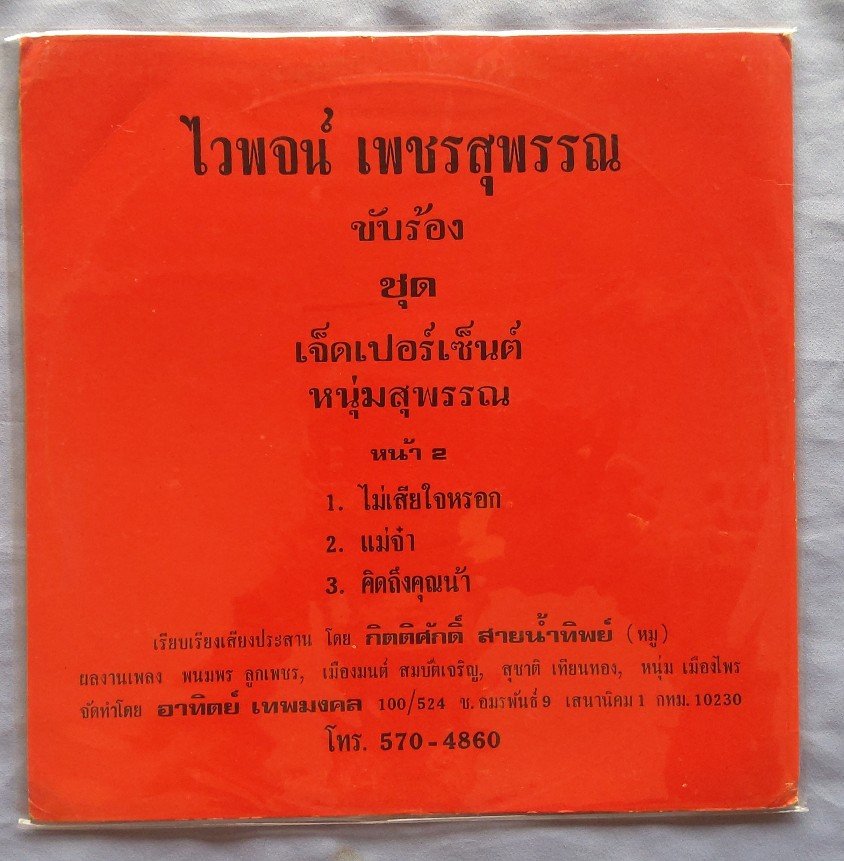 ไวพจน์ เพชรสุพรรณ
ขับร้อง
ชุด
เจ็ดเปอร์เซ็นต์
หนุ่มสุพรรณ
หน้า 2
1. ไม่เสียใจหรอก
2. แม่จ๋า
3. คิดถึงคุณน้า
เรียบเรียงเสียงประสาน โดย กิตติศักดิ์ สายน้ำทิพย์ (หมู)
ผลงานเพลง พนมพร ลูกเพชร, เมืองมนต์ สมบัติเจริญ, สุชาติ เทียนทอง, หนุ่ม เมืองไพร
จัดทำโดย อาทิตย์ เทพมงคล 100/524 ซ.อมรพันธ์ 9 เสนานิคม 1 กทม. 10230
โทร. 570-4860